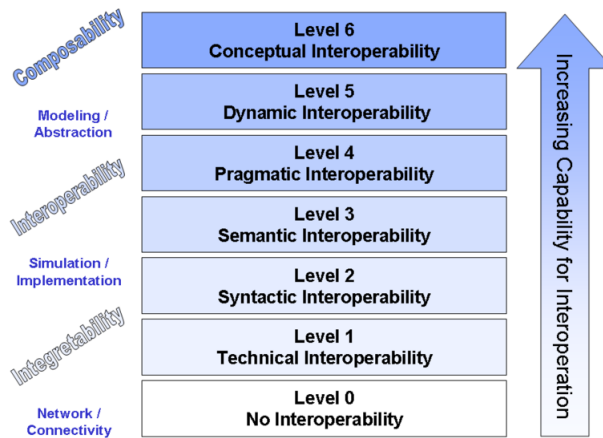 Composability
Level 6
Conceptual Interoperability
Modeling /
Abstraction
Level 5
Dynamic Interoperability
Interoperability
Level 4
Pragmatic Interoperability
Level 3
Semantic Interoperability
Simulation /
Implementation
Level 2
Syntactic Interoperability
Integretability
Level 1
Technical Interoperability
Network /
Connectivity
Level 0
No Interoperability
Increasing Capability for Interoperation